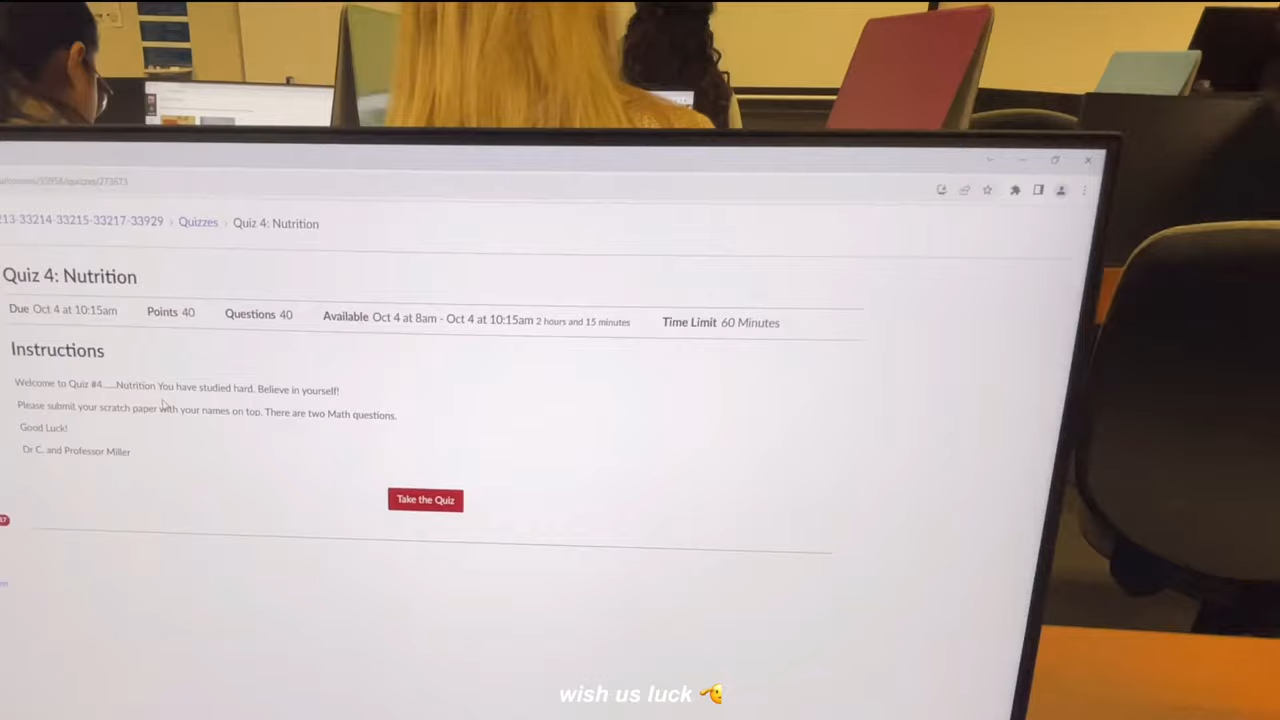 213-33214-33215-33217-33929 › Quizzes › Quiz 4: Nutrition
Quiz 4: Nutrition
Due Oct 4 at 10:15am Points 40 Questions 40 Available Oct 4 at 8am - Oct 4 at 10:15am 2 hours and 15 minutes Time Limit 60 Minutes
Instructions
Welcome to Quiz #4.....Nutrition You have studied hard. Believe in yourself!
Please submit your scratch paper with your names on top. There are two Math questions.
Good Luck!
Dr C. and Professor Miller
Take the Quiz
wish us luck